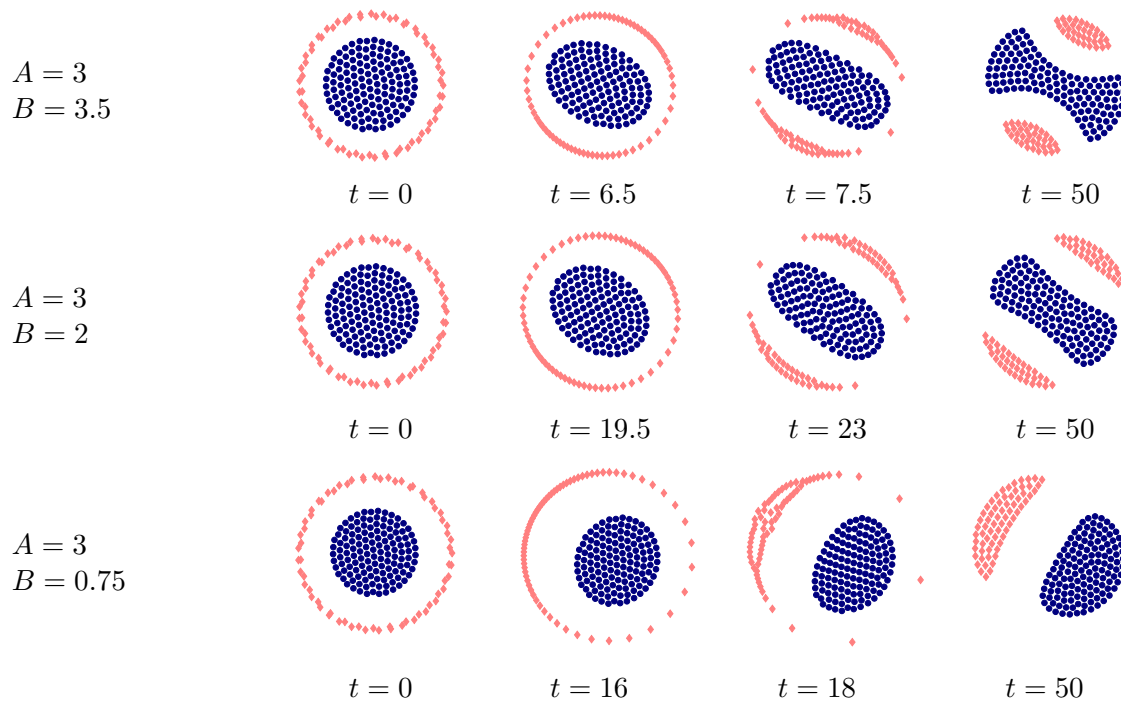 A = 3
B = 3.5
t = 0
t = 6.5
t = 7.5
t = 50
A = 3
B = 2
t = 0
t = 19.5
t = 23
t = 50
A = 3
B = 0.75
t = 0
t = 16
t = 18
t = 50